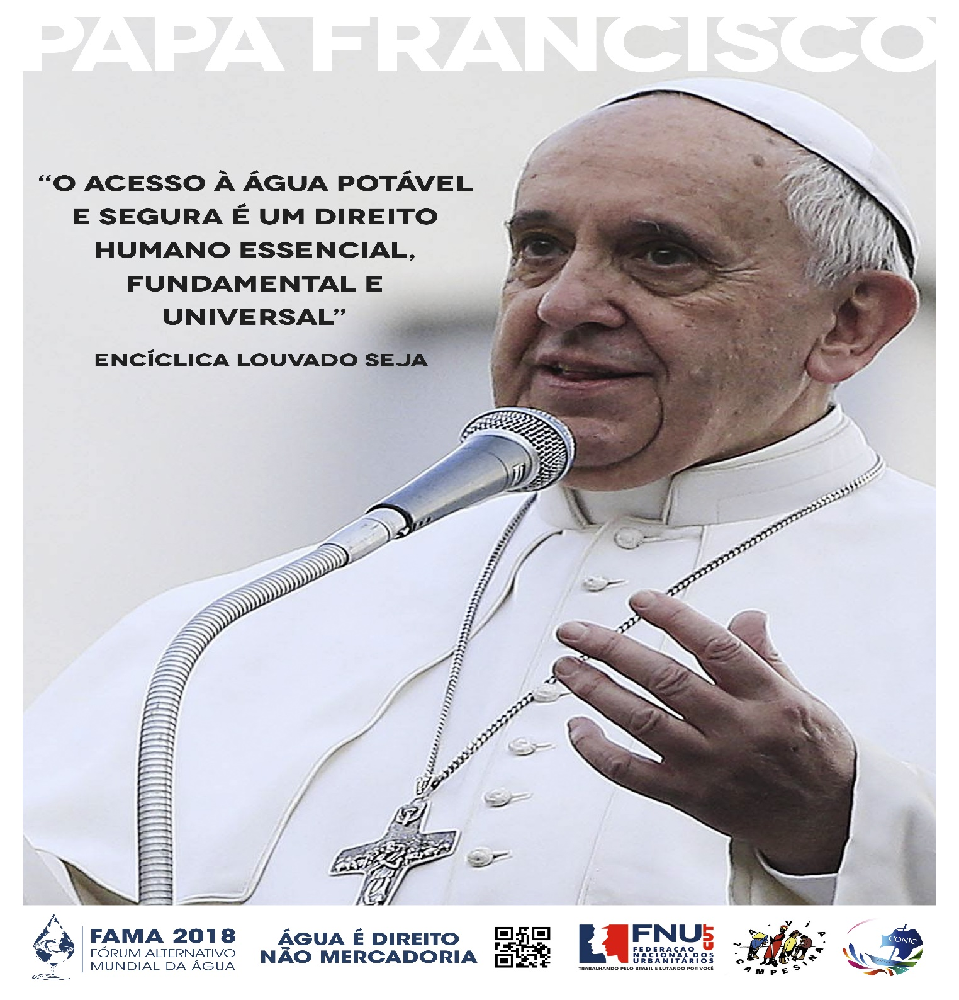 PAPA FRANCISCO
“O ACESSO À ÁGUA POTÁVEL
E SEGURA É UM DIREITO
HUMANO ESSENCIAL,
FUNDAMENTAL E
UNIVERSAL”
ENCÍCLICA LOUVADO SEJA
FAMA 2018
FÓRUM ALTERNATIVO
MUNDIAL DA ÁGUA
ÁGUA É DIREITO
NÃO MERCADORIA
FNU
CUT
FEDERAÇÃO
NACIONAL DOS
URBANITÁRIOS
TRABALHANDO PELO BRASIL E LUTANDO POR VOCÊ
LA VIA
CAMPESINA
CONIC